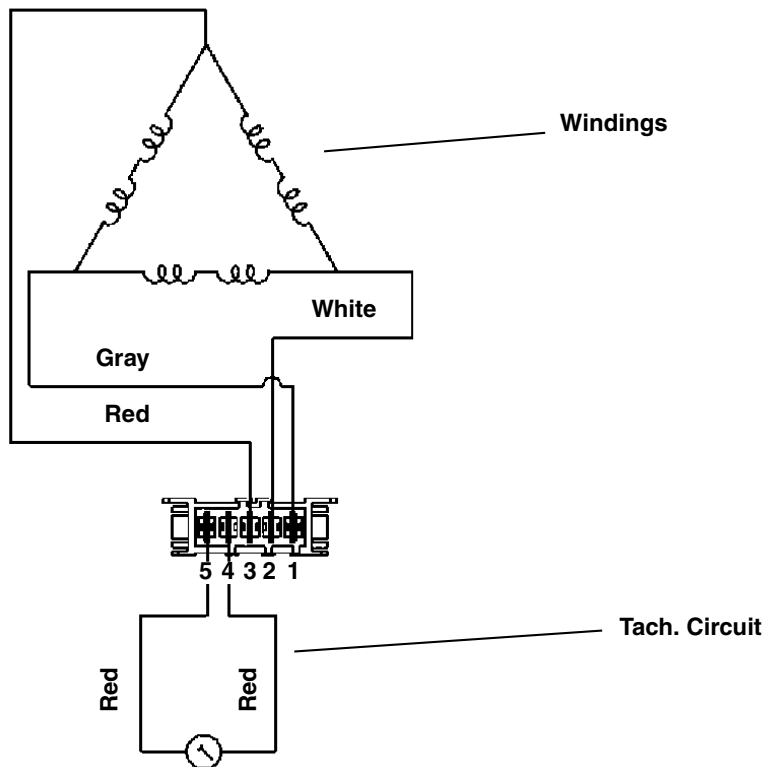 Windings
White
Gray
Red
5 4 3 2 1
Tach. Circuit
Red
Red